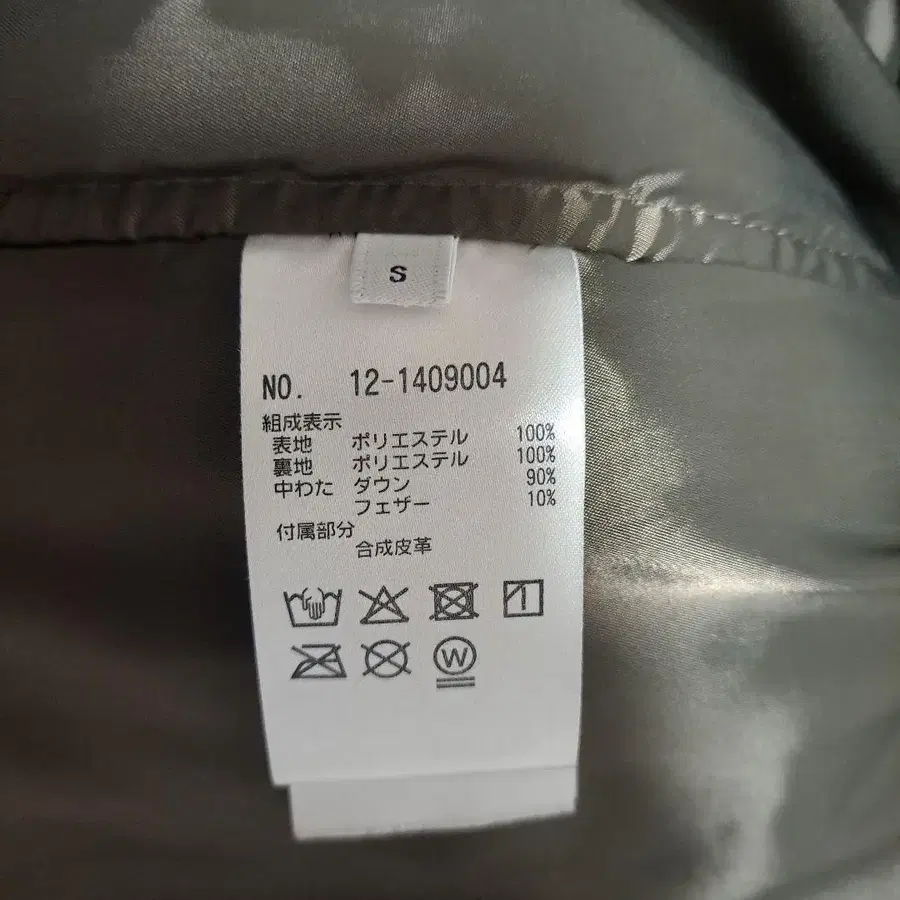 S
NO. 12-1409004
組成表示
表地 ポリエステル 100%
裏地 ポリエステル 100%
中わた ダウン 90%
フェザー 10%
付属部分
合成皮革
W